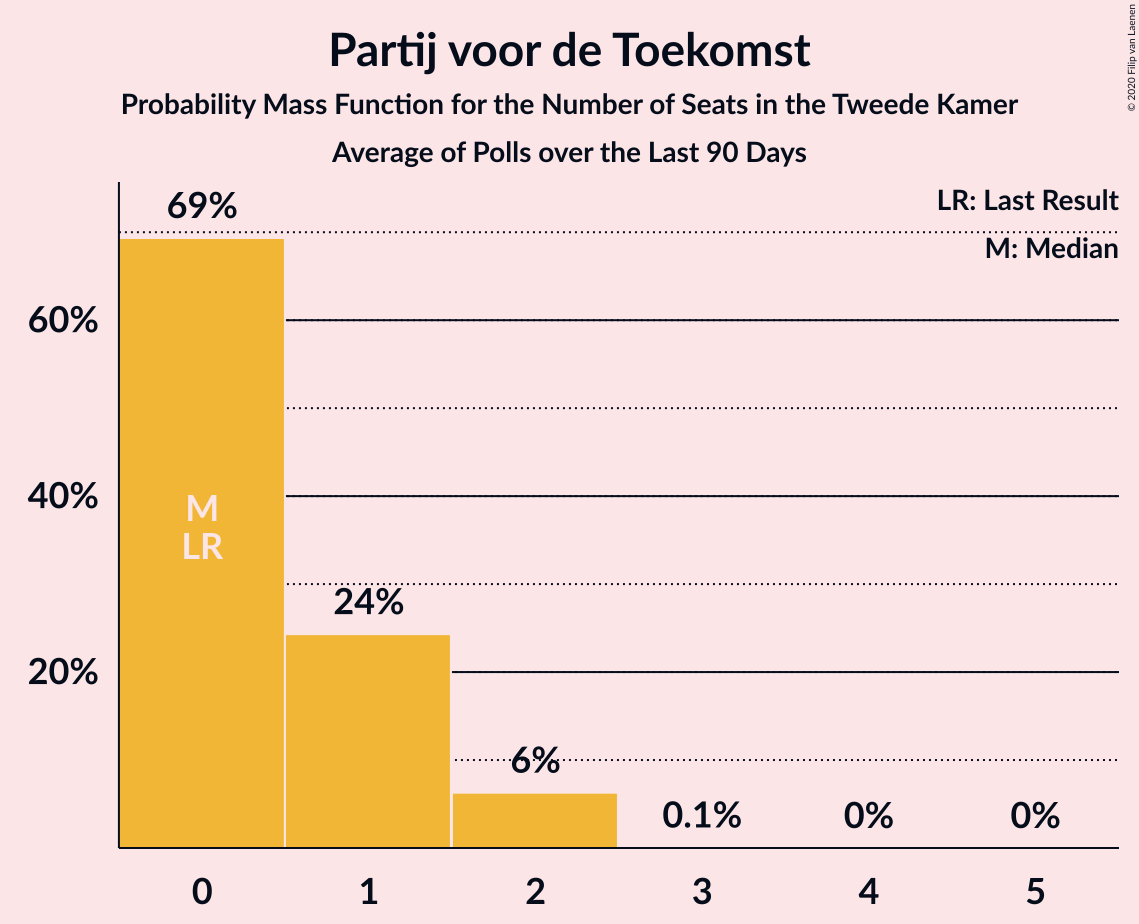 Partij voor de Toekomst
Probability Mass Function for the Number of Seats in the Tweede Kamer
Average of Polls over the Last 90 Days
© 2020 Filip van Laenen
LR: Last Result
M: Median
69%
60%
40%
M
LR
24%
20%
6%
0.1%
0%
0%
0
1
2
3
4
5